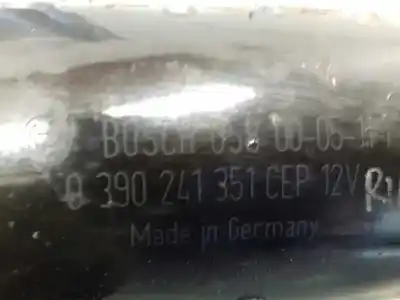 BOSCH
0 390 241 351 CEP 12V
Made in Germany